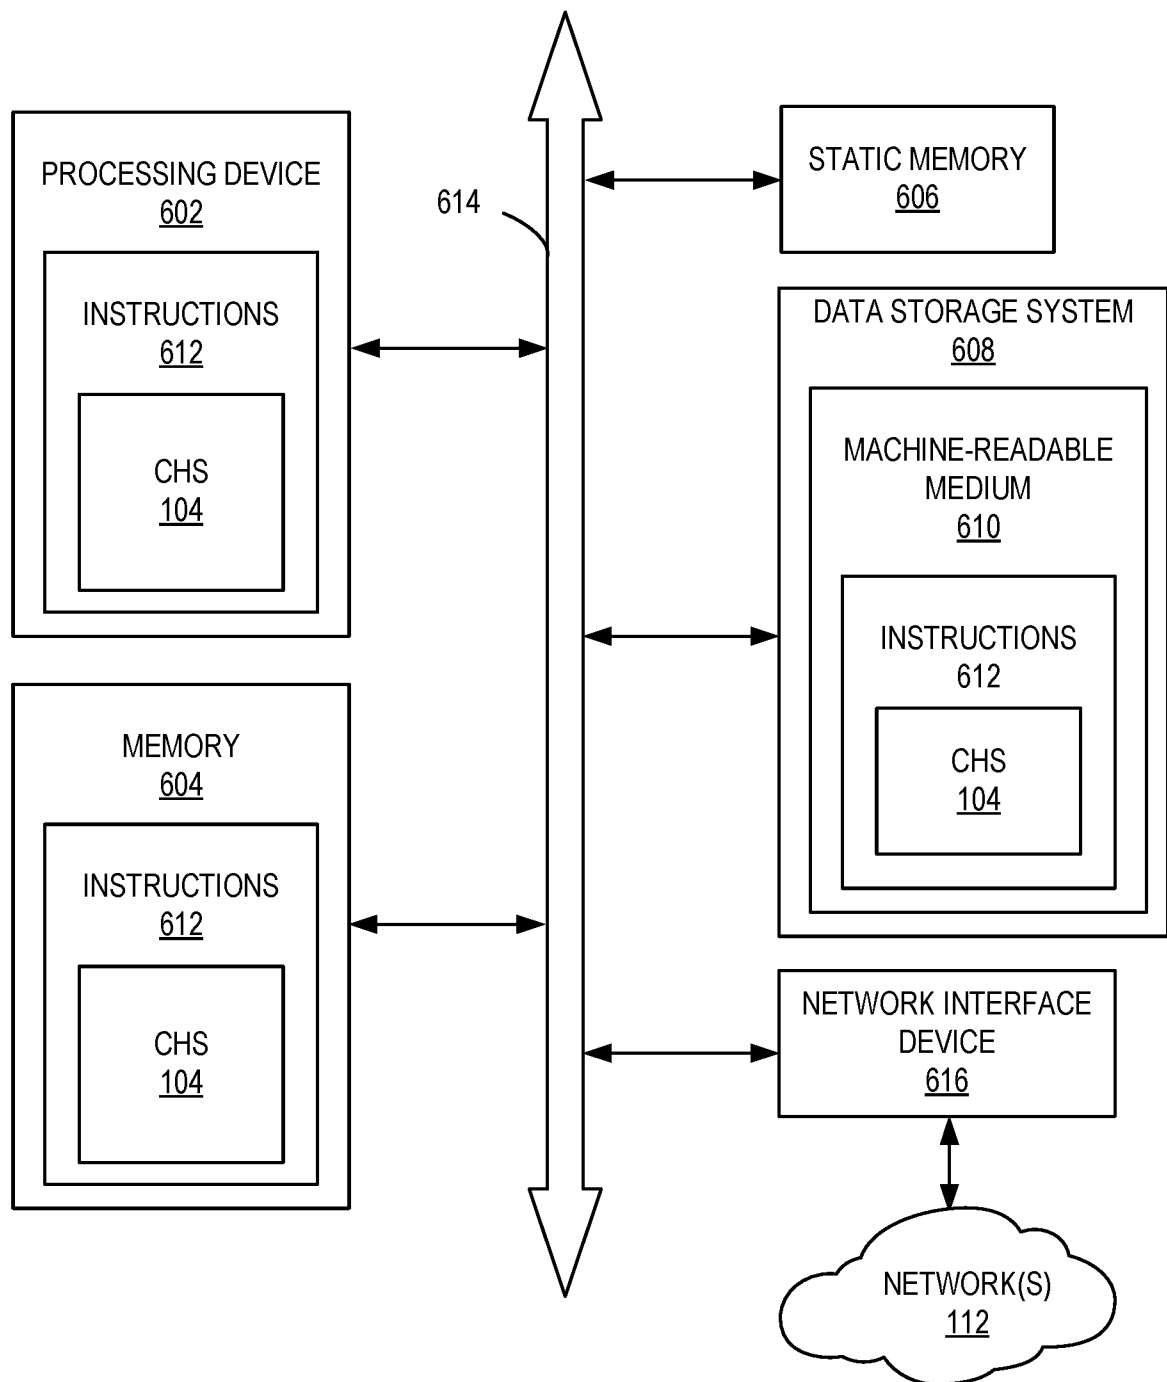 PROCESSING DEVICE
602
INSTRUCTIONS
612
CHS
104
MEMORY
604
INSTRUCTIONS
612
CHS
104
614
STATIC MEMORY
606
DATA STORAGE SYSTEM
608
MACHINE-READABLE
MEDIUM
610
INSTRUCTIONS
612
CHS
104
NETWORK INTERFACE
DEVICE
616
NETWORK(S)
112